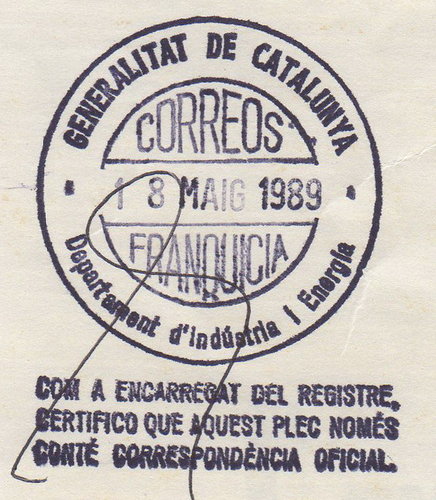 GENERALITAT DE CATALUNYA
CORREOS
18 MAIG 1989
FRANQUICIA
Departament d'indústria i Energia
COM A ENCARREGAT DEL REGISTRE,
CERTIFICO QUE AQUEST PLEC NOMÉS
CONTÉ CORRESPONDÈNCIA OFICIAL.